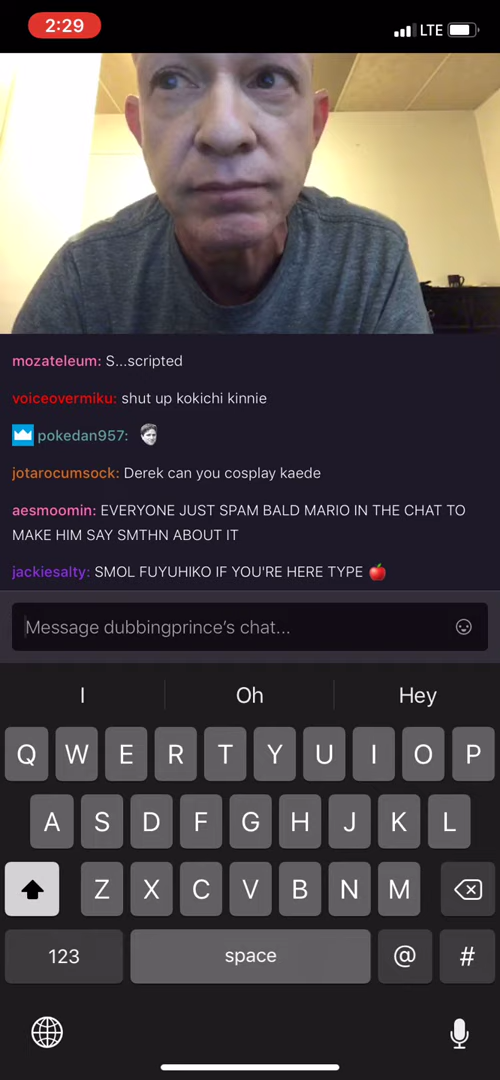 2:29
LTE
mozateleum: S...scripted
voiceovermiku: shut up kokichi kinnie
pokedan957:
jotarocumsock: Derek can you cosplay kaede
aesmoomin: EVERYONE JUST SPAM BALD MARIO IN THE CHAT TO
MAKE HIM SAY SMTHN ABOUT IT
jackiesalty: SMOL FUYUHIKO IF YOU'RE HERE TYPE 🍎
Message dubbingprince's chat...
I Oh Hey
Q W E R T Y U I O P
A S D F G H J K L
Z X C V B N M
123 space @ #